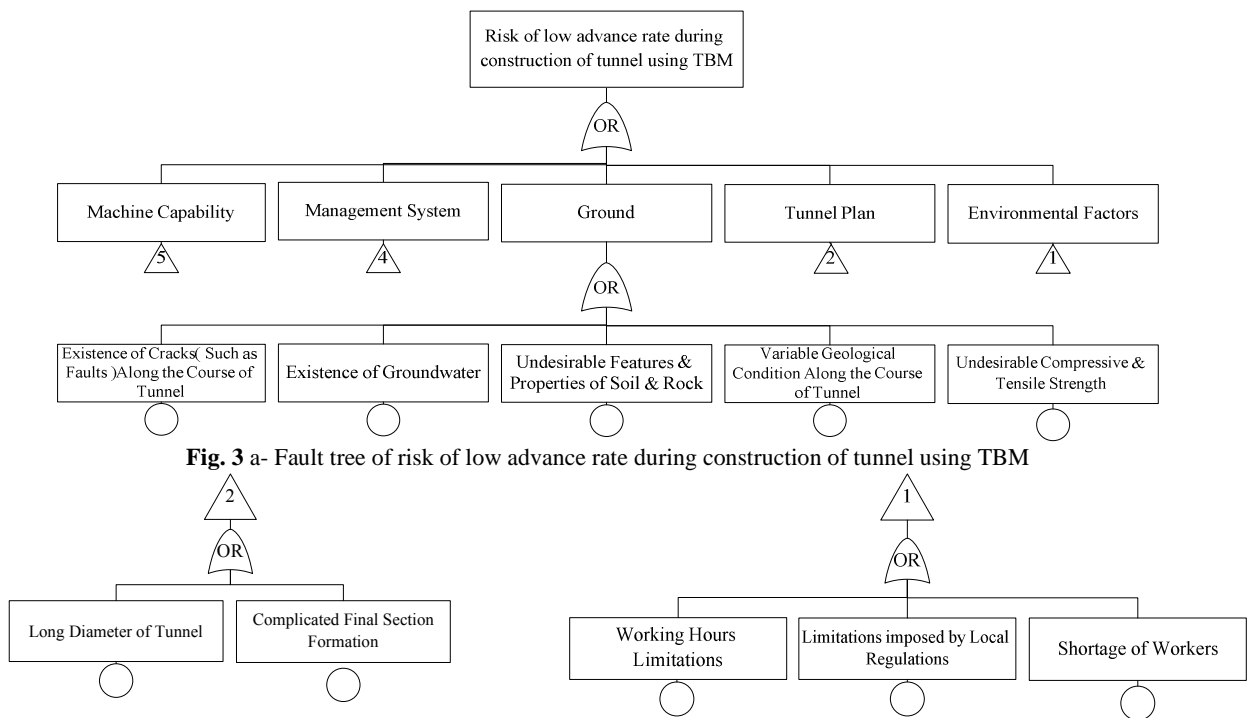 Risk of low advance rate during
construction of tunnel using TBM
OR
Machine Capability
Management System
Ground
Tunnel Plan
Environmental Factors
5
4
2
1
OR
Existence of Cracks( Such as
Faults )Along the Course of
Tunnel
Existence of Groundwater
Undesirable Features &
Properties of Soil & Rock
Variable Geological
Condition Along the Course
of Tunnel
Undesirable Compressive &
Tensile Strength
Fig. 3 a- Fault tree of risk of low advance rate during construction of tunnel using TBM
2
OR
Long Diameter of Tunnel
Complicated Final Section
Formation
1
OR
Working Hours
Limitations
Limitations imposed by Local
Regulations
Shortage of Workers